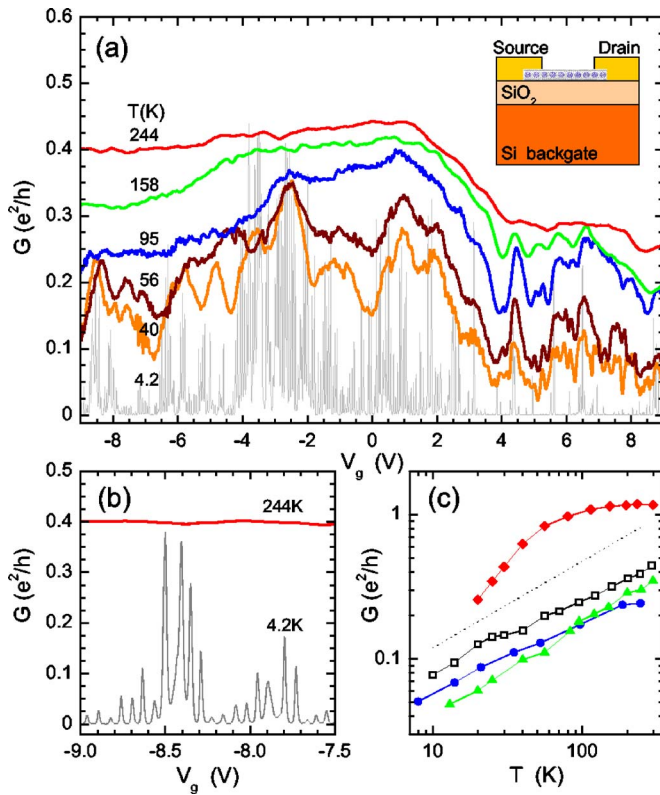 0.6
(a)
Source Drain
SiO2
Si backgate
0.5
T(K)
244
0.4
158
0.3
95
0.2
56
0.1
40
4.2
0
G (e²/h)
-8 -6 -4 -2 0 2 4 6 8
Vg (V)
0.5
(b)
244K
0.4
0.3
4.2K
0.2
0.1
0
G (e²/h)
-9.0 -8.5 -8.0 -7.5
Vg (V)
(c)
1
0.1
G (e²/h)
10 100
T (K)